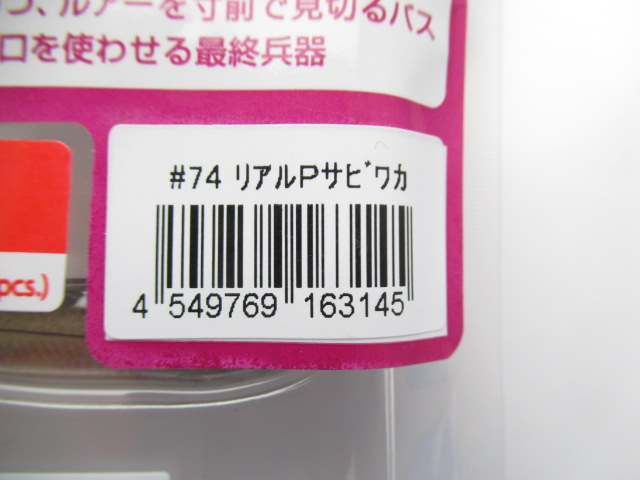 つ、ルアーを寸前で見切るバス
口を使わせる最終兵器
#74 リアルPサビワカ
pcs.)
4 549769 163145